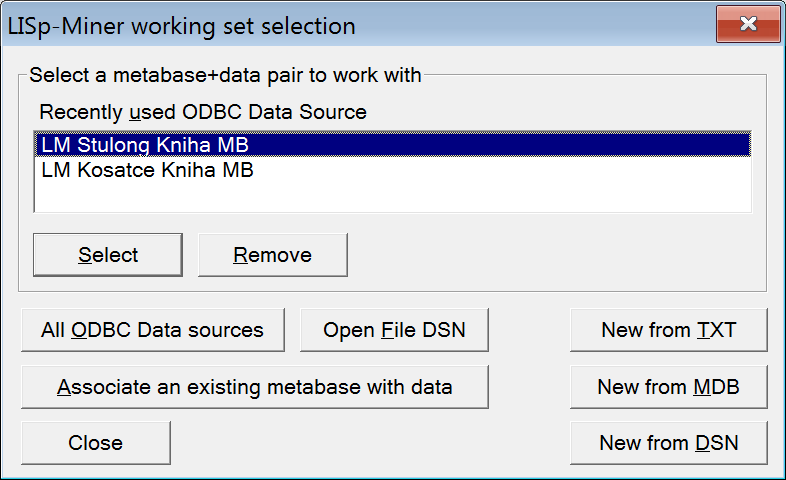 LISp-Miner working set selection
Select a metabase+data pair to work with
Recently used ODBC Data Source
LM Stulong Kniha MB
LM Kosatce Kniha MB
Select
Remove
All ODBC Data sources
Open File DSN
New from TXT
Associate an existing metabase with data
New from MDB
Close
New from DSN